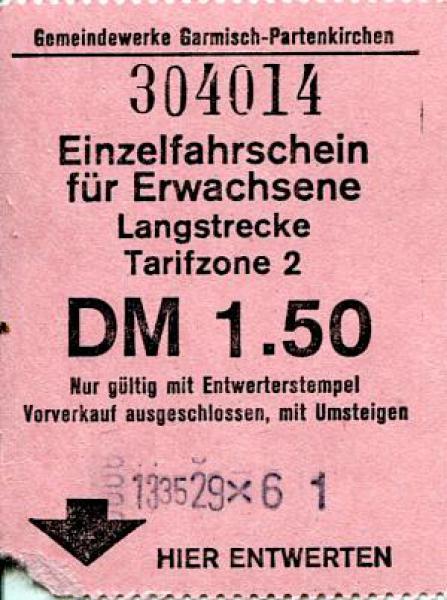 Gemeindewerke Garmisch-Partenkirchen
304014
Einzelfahrschein
für Erwachsene
Langstrecke
Tarifzone 2
DM 1.50
Nur gültig mit Entwerterstempel
Vorverkauf ausgeschlossen, mit Umsteigen
133529×6 1
HIER ENTWERTEN